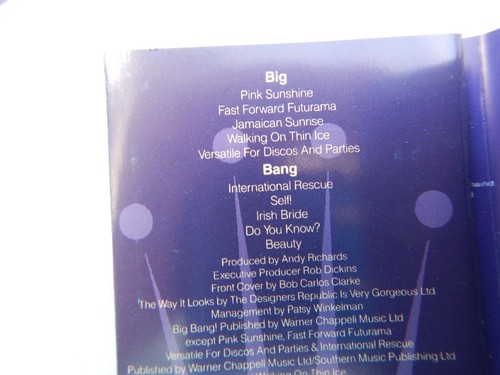 Big
Pink Sunshine
Fast Forward Futurama
Jamaican Sunrise
Walking On Thin Ice
Versatile For Discos And Parties
Bang
International Rescue
Self!
Irish Bride
Do You Know?
Beauty
Produced by Andy Richards
Executive Producer Rob Dickins
Front Cover by Bob Carlos Clarke
The Way It Looks by The Designers Republic Is Very Gorgeous Ltd
Management by Patsy Winkelman
Big Bang! Published by Warner Chappell Music Ltd
except Pink Sunshine, Fast Forward Futurama
Versatile For Discos And Parties & International Rescue
Published by Warner Chappell Music Ltd/Southern Music Publishing Ltd
Walking On Thin Ice